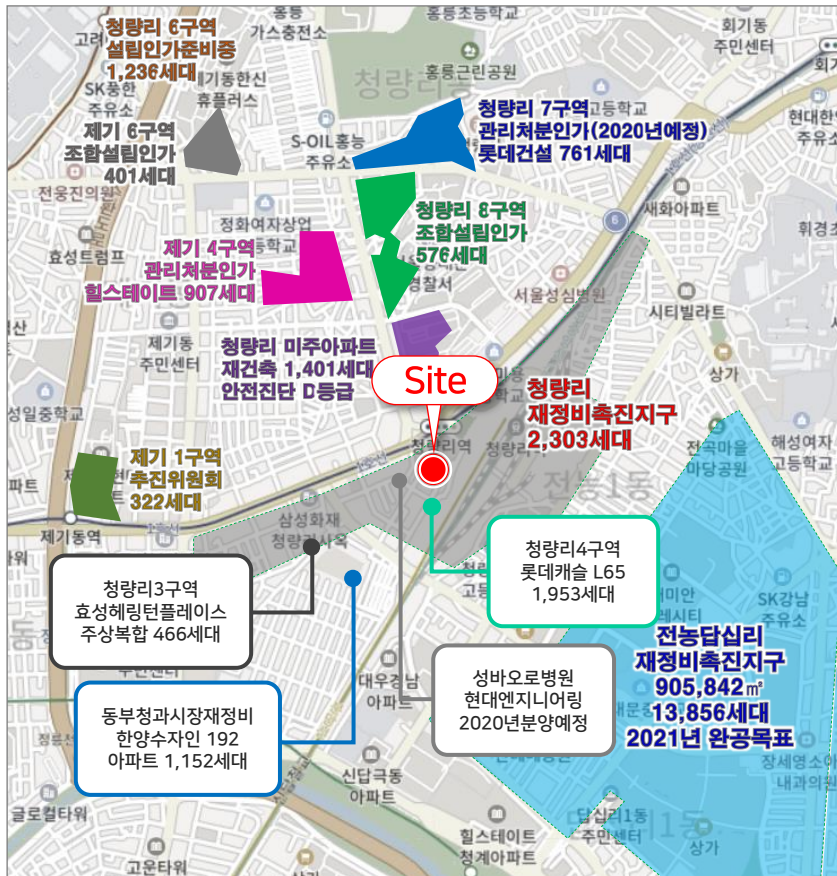 홍릉
가스충전소
홍릉초등학교
회기동
주민센터
홍릉근린공원
청량리 6구역
설립인가준비중
1,236세대
제기동한신
휴플러스
SK풍한
주유소
제기 6구역
조합설립인가
401세대
전웅진의원
S-OIL홍능
주유소
청량리 7구역
관리처분인가(2020년예정)
롯데건설 761세대
고등학교
현대한
주유
청량리 8구역
조합설립인가
576세대
경찰서
정화여자상업
고등학교
효성트럼프
제기 4구역
관리처분인가
힐스테이트 907세대
6
새화아파트
휘경초
서울성심병원
시티빌라트
제기동
주민센터
청량리 미주아파트
재건축 1,401세대
안전진단 D등급
Site
청량리
재정비촉진지구
2,303세대
상가
성일중학교
청량리역
전곡마을
마당공원
해성여자
고등학교
전농1동
제기 1구역
추진위원회
322세대
제기동역
1호선
삼성화재
청량리사옥
청량리3구역
효성헤링턴플레이스
주상복합 466세대
청량리4구역
롯데캐슬 L65
1,953세대
SK강남
주유소
전농답십리
재정비촉진지구
905,842㎡
13,856세대
2021년 완공목표
성바오로병원
현대엔지니어링
2020년분양예정
대우경남
아파트
동부청과시장재정비
한양수자인 192
아파트 1,152세대
장세영소아
내과의원
신답극동
아파트
글로컬타워
답십리1동
주민센터
힐스테이트
청계아파트
상가
고운타워
상가